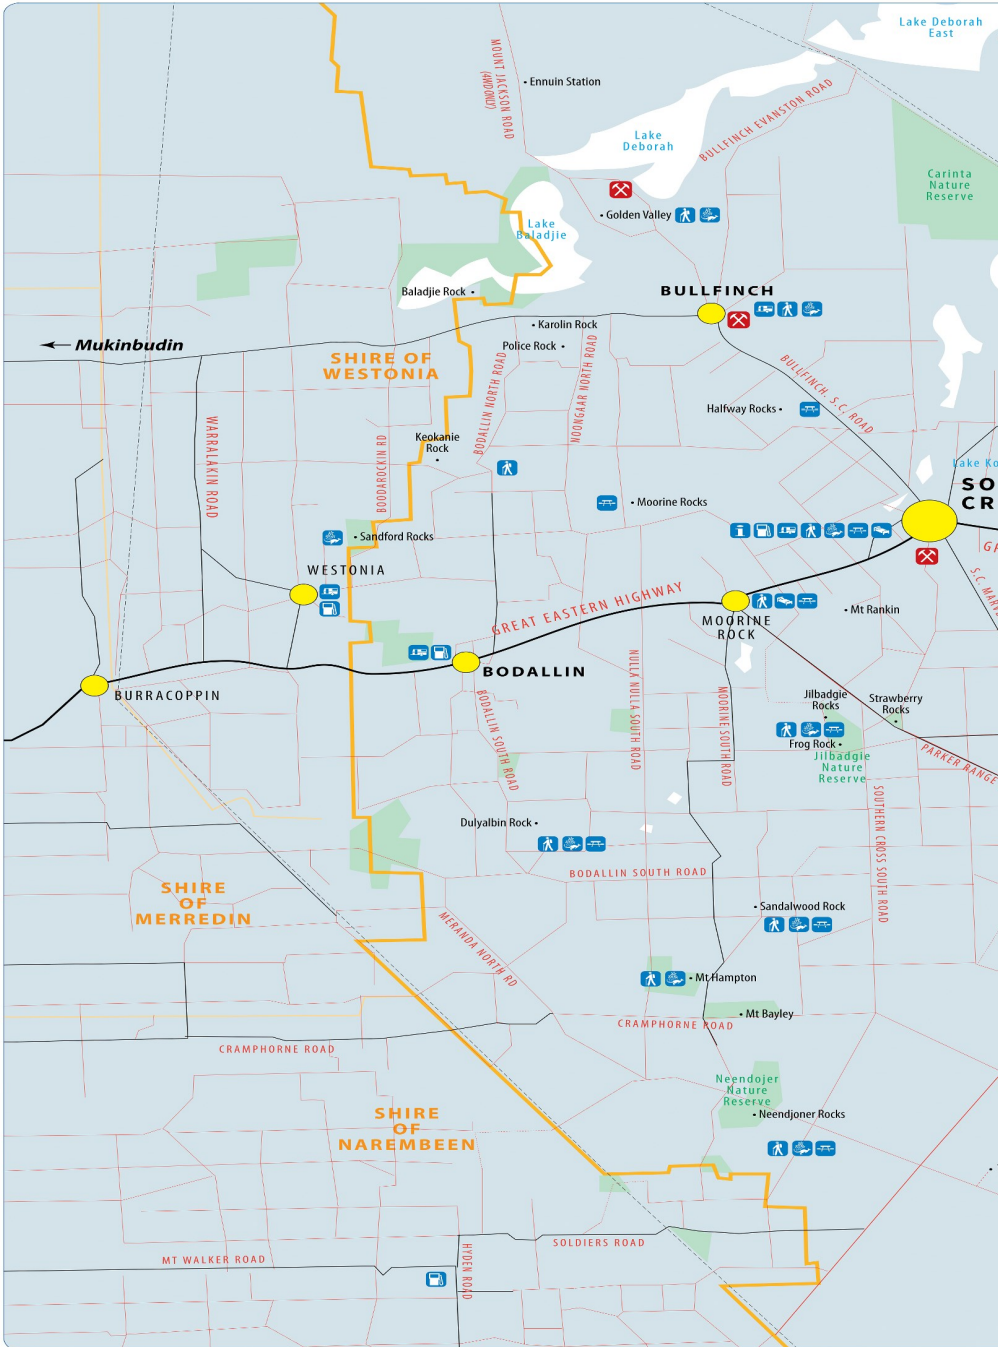 Lake Deborah
East
MOUNT JACKSON ROAD
(4WD ONLY)
Ennuin Station
Lake
Deborah
BULLFINCH EVANSTON ROAD
Carinta
Nature
Reserve
Golden Valley
Lake
Baladjie
Baladjie Rock
BULLFINCH
Karolin Rock
Police Rock
Mukinbudin
SHIRE OF
WESTONIA
BODALLIN NORTH ROAD
NOONGAAR NORTH ROAD
BULLFINCH. S.C. ROAD
Halfway Rocks
WARRALAKIN ROAD
BOODAROCKIN RD
Keokanie
Rock
Lake Ko
SO
CR
Moorine Rocks
Sandford Rocks
WESTONIA
GREAT EASTERN HIGHWAY
S.C. MARV
MOORINE
ROCK
Mt Rankin
BODALLIN
BURRACOPPIN
NULLA NULLA SOUTH ROAD
MOORINE SOUTH ROAD
BODALLIN SOUTH ROAD
Jilbadgie
Rocks
Strawberry
Rocks
Frog Rock
Jilbadgie
Nature
Reserve
PARKER RANGE
SOUTHERN CROSS SOUTH ROAD
Dulyalbin Rock
BODALLIN SOUTH ROAD
SHIRE
OF
MERREDIN
MERANDA NORTH RD
Sandalwood Rock
Mt Hampton
Mt Bayley
CRAMPHORNE ROAD
CRAMPHORNE ROAD
Neendojer
Nature
Reserve
Neendjoner Rocks
SHIRE
OF
NAREMBEEN
SOLDIERS ROAD
MT WALKER ROAD
HYDEN ROAD